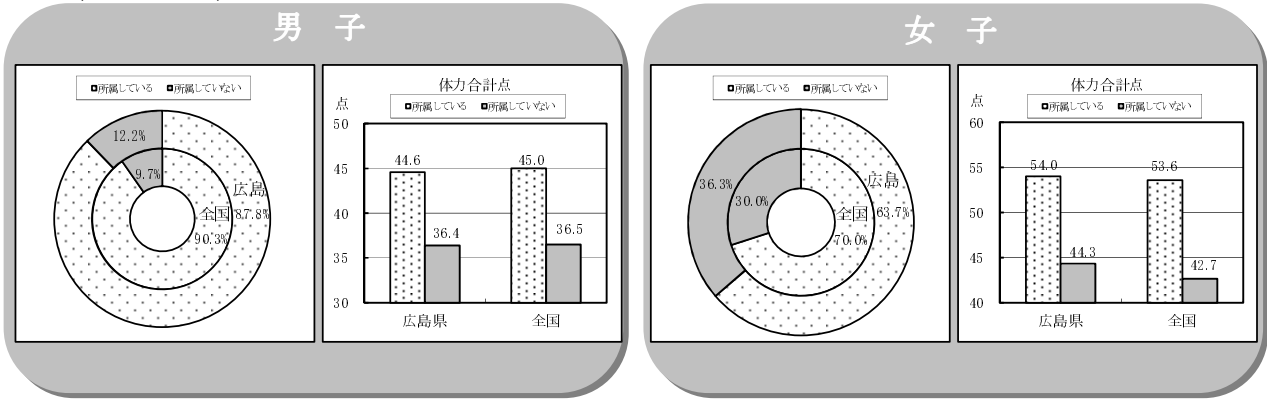 男 子
所属している 所属していない
12.2%
9.7%
広島
87.8%
全国
90.3%
体力合計点
所属している 所属していない
点
50
45
40
35
30
44.6
36.4
45.0
36.5
広島県 全国
女 子
所属している 所属していない
36.3%
30.0%
広島
63.7%
全国
70.0%
体力合計点
所属している 所属していない
点
60
55
50
45
40
54.0
44.3
53.6
42.7
広島県 全国